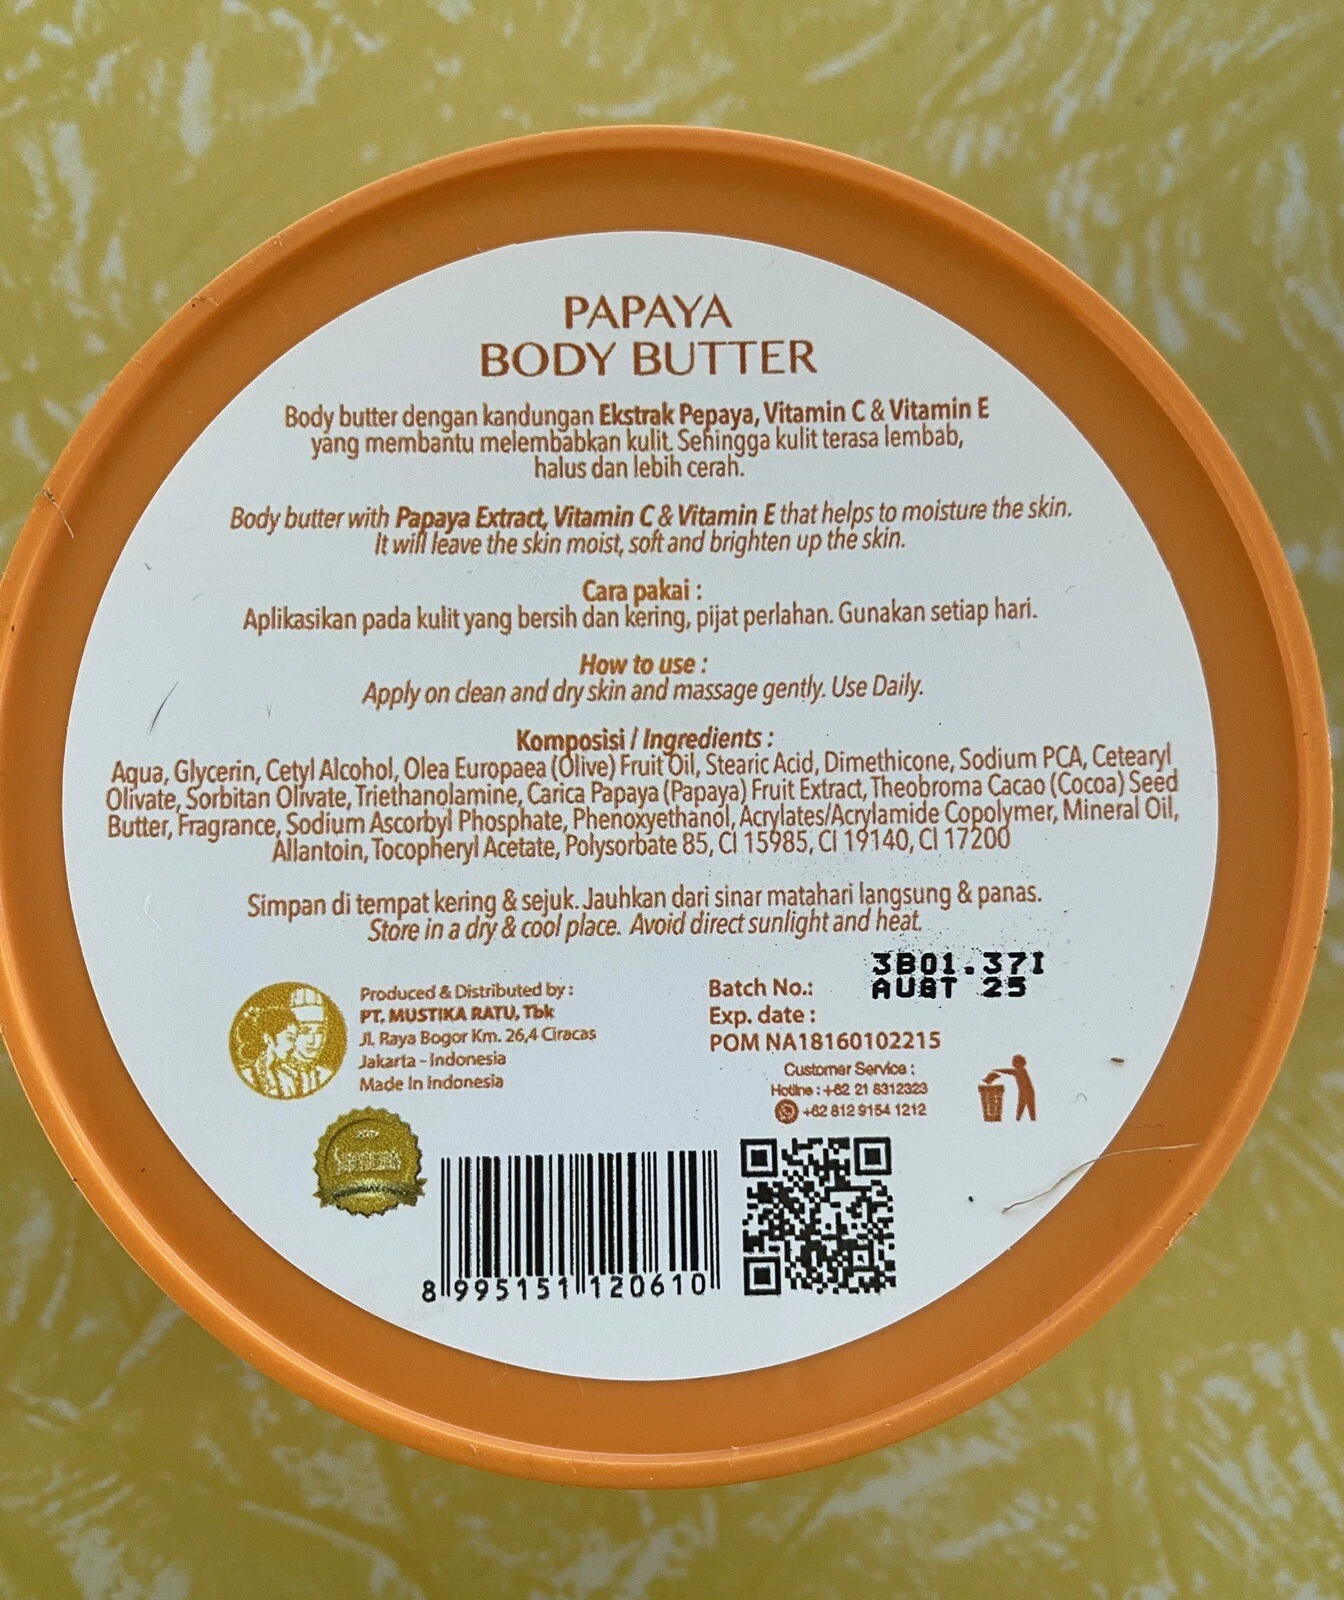 PAPAYA
BODY BUTTER
Body butter dengan kandungan Ekstrak Pepaya, Vitamin C & Vitamin E
yang membantu melembabkan kulit. Sehingga kulit terasa lembab,
halus dan lebih cerah.
Body butter with Papaya Extract, Vitamin C & Vitamin E that helps to moisture the skin.
It will leave the skin moist, soft and brighten up the skin.
Cara pakai :
Aplikasikan pada kulit yang bersih dan kering, pijat perlahan. Gunakan setiap hari.
How to use :
Apply on clean and dry skin and massage gently. Use Daily.
Komposisi / Ingredients :
Aqua, Glycerin, Cetyl Alcohol, Olea Europaea (Olive) Fruit Oil, Stearic Acid, Dimethicone, Sodium PCA, Cetearyl
Olivate, Sorbitan Olivate, Triethanolamine, Carica Papaya (Papaya) Fruit Extract, Theobroma Cacao (Cocoa) Seed
Butter, Fragrance, Sodium Ascorbyl Phosphate, Phenoxyethanol, Acrylates/Acrylamide Copolymer, Mineral Oil,
Allantoin, Tocopheryl Acetate, Polysorbate 85, CI 15985, CI 19140, CI 17200
Simpan di tempat kering & sejuk. Jauhkan dari sinar matahari langsung & panas.
Store in a dry & cool place. Avoid direct sunlight and heat.
Produced & Distributed by :
PT. MUSTIKA RATU, Tbk
Jl. Raya Bogor Km. 26,4 Ciracas
Jakarta - Indonesia
Made In Indonesia
Batch No.: 3B01.37I
Exp. date : AUGT 25
POM NA18160102215
Customer Service :
Hotline : +62 21 8312323
+62 812 9154 1212
8 995151 120610